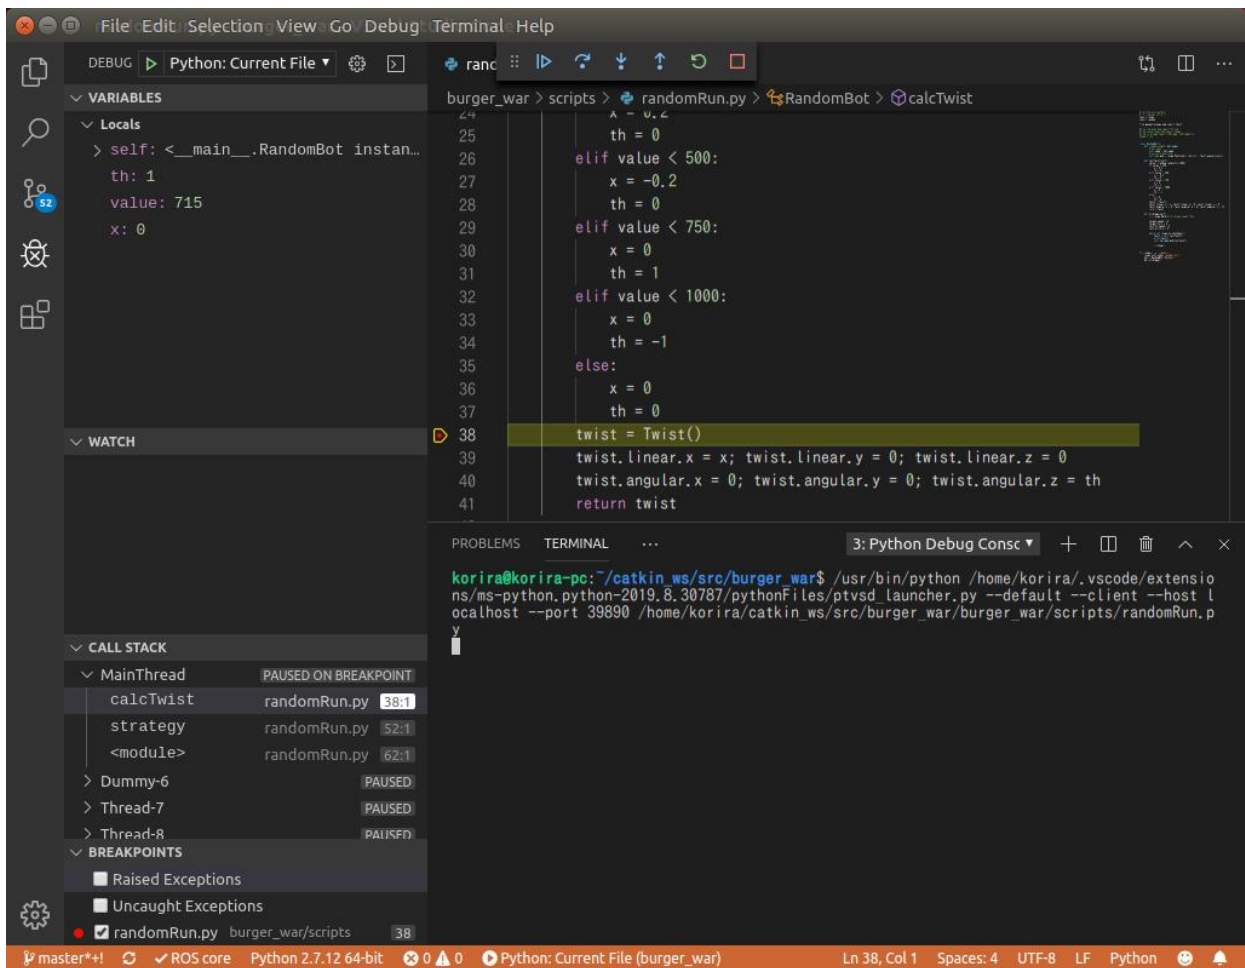 File Edit Selection View Go Debug Terminal Help
DEBUG Python: Current File
rand
burger_war > scripts > randomRun.py > RandomBot > calcTwist
VARIABLES
Locals
self: <__main__.RandomBot instan...
th: 1
value: 715
x: 0
52
24 x = 0.2
25 th = 0
26 elif value < 500:
27 x = -0.2
28 th = 0
29 elif value < 750:
30 x = 0
31 th = 1
32 elif value < 1000:
33 x = 0
34 th = -1
35 else:
36 x = 0
37 th = 0
38 twist = Twist()
39 twist.linear.x = x; twist.linear.y = 0; twist.linear.z = 0
40 twist.angular.x = 0; twist.angular.y = 0; twist.angular.z = th
41 return twist
WATCH
CALL STACK
MainThread PAUSED ON BREAKPOINT
calcTwist randomRun.py 38:1
strategy randomRun.py 52:1
<module> randomRun.py 62:1
Dummy-6 PAUSED
Thread-7 PAUSED
Thread-8 PAUSED
BREAKPOINTS
Raised Exceptions
Uncaught Exceptions
randomRun.py burger_war/scripts 38
PROBLEMS TERMINAL ... 3: Python Debug Consc
korira@korira-pc:~/catkin_ws/src/burger_war$ /usr/bin/python /home/korira/.vscode/extensio
ns/ms-python.python-2019.8.30787/pythonFiles/ptvsd_launcher.py --default --client --host l
ocalhost --port 39890 /home/korira/catkin_ws/src/burger_war/burger_war/scripts/randomRun.p
y
master*+! ROS core Python 2.7.12 64-bit 0 0 Python: Current File (burger_war) Ln 38, Col 1 Spaces: 4 UTF-8 LF Python